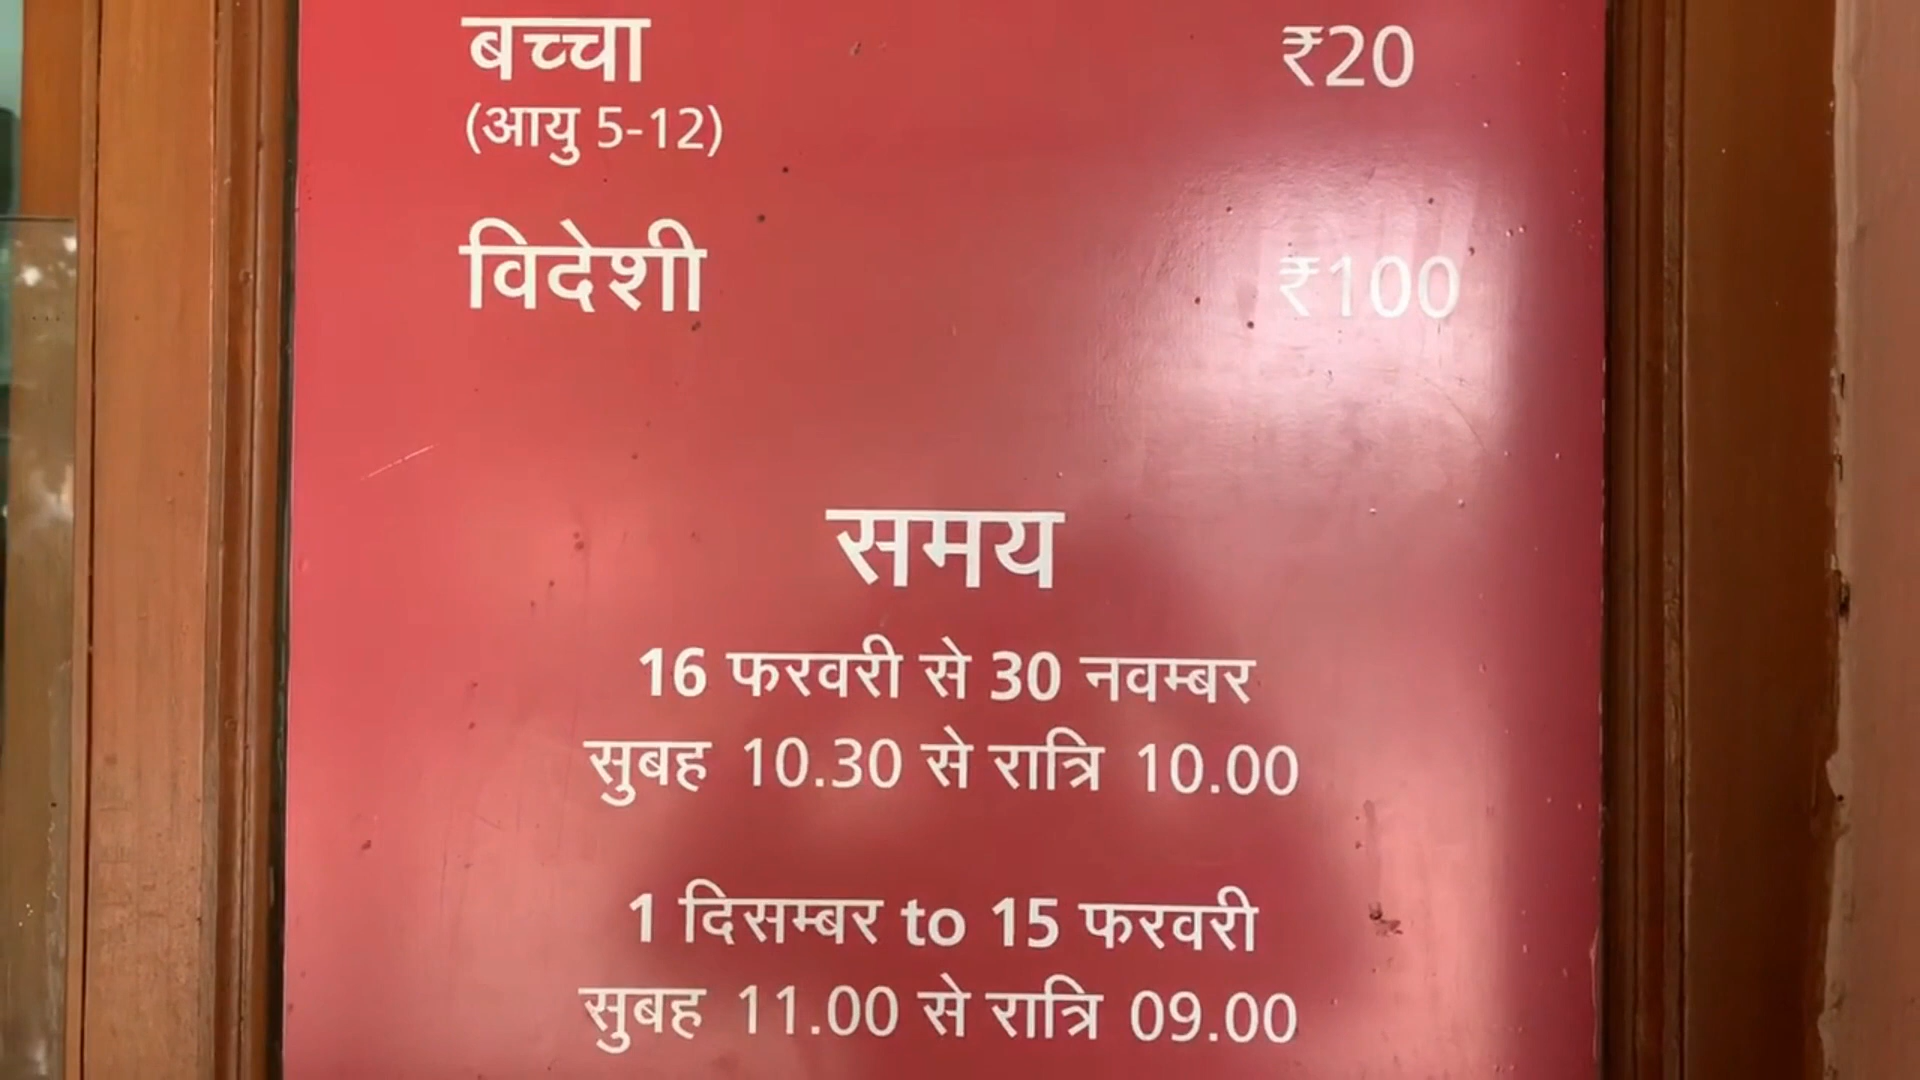 बच्चा ₹20
(आयु 5-12)
विदेशी ₹100
समय
16 फरवरी से 30 नवम्बर
सुबह 10.30 से रात्रि 10.00
1 दिसम्बर to 15 फरवरी
सुबह 11.00 से रात्रि 09.00